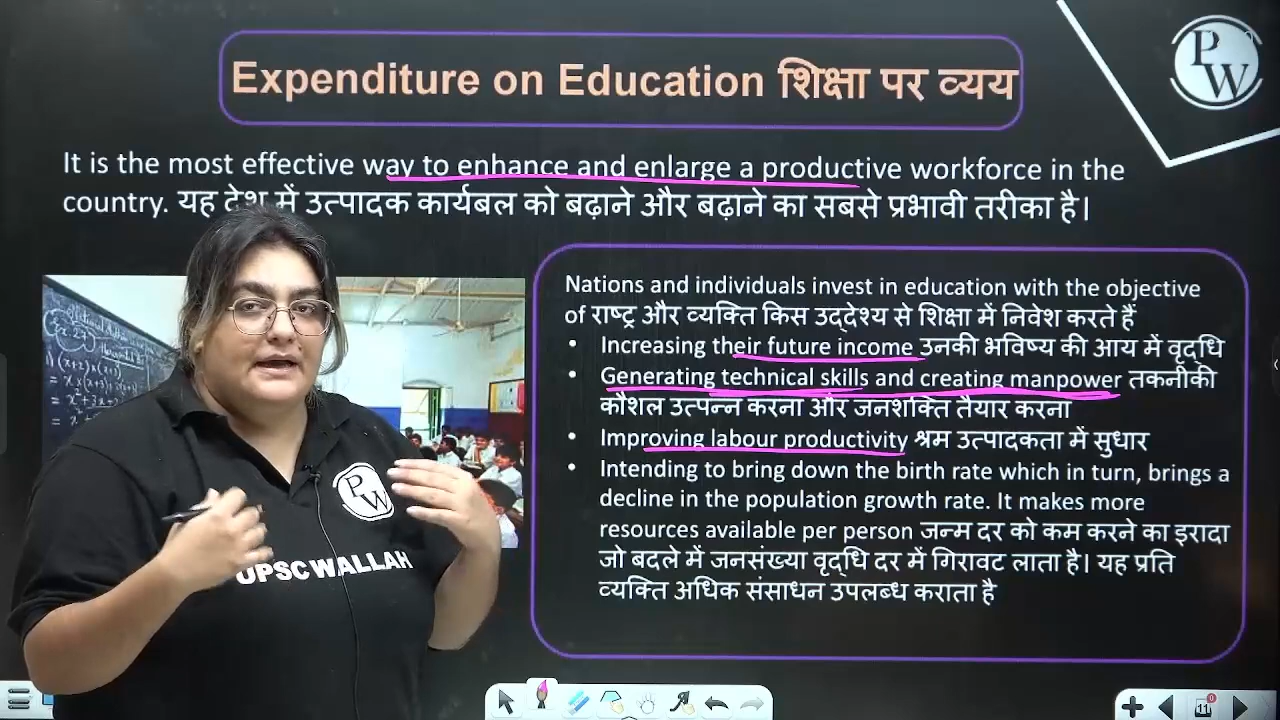 Expenditure on Education शिक्षा पर व्यय
PW
It is the most effective way to enhance and enlarge a productive workforce in the
country. यह देश में उत्पादक कार्यबल को बढ़ाने और बढ़ाने का सबसे प्रभावी तरीका है।
Nations and individuals invest in education with the objective
of राष्ट्र और व्यक्ति किस उद्देश्य से शिक्षा में निवेश करते हैं
• Increasing their future income उनकी भविष्य की आय में वृद्धि
• Generating technical skills and creating manpower तकनीकी
कौशल उत्पन्न करना और जनशक्ति तैयार करना
• Improving labour productivity श्रम उत्पादकता में सुधार
• Intending to bring down the birth rate which in turn, brings a
decline in the population growth rate. It makes more
resources available per person जन्म दर को कम करने का इरादा
जो बदले में जनसंख्या वृद्धि दर में गिरावट लाता है। यह प्रति
व्यक्ति अधिक संसाधन उपलब्ध कराता है
PW
UPSC WALLAH
11